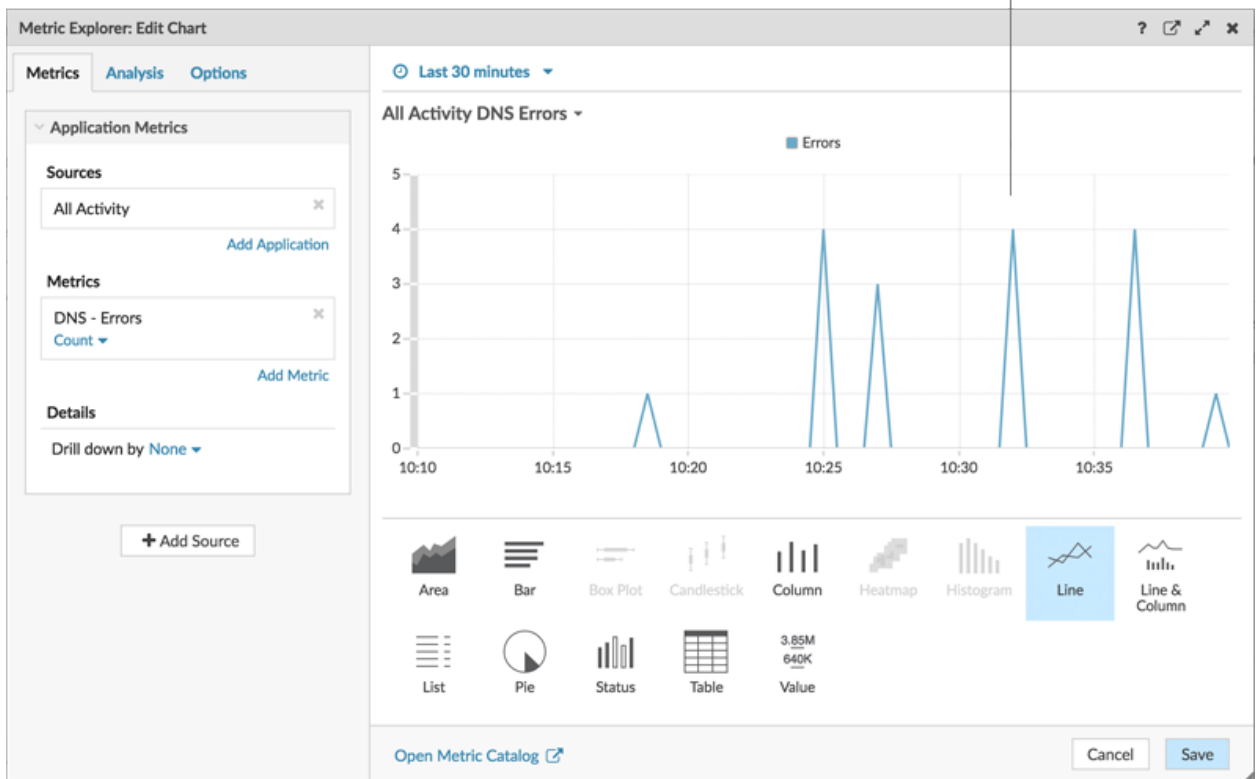 Metric Explorer: Edit Chart
?
Metrics Analysis Options
Application Metrics
Sources
All Activity
Add Application
Metrics
DNS - Errors
Count
Add Metric
Details
Drill down by None
+ Add Source
Last 30 minutes
All Activity DNS Errors
Errors
5
4
3
2
1
0
10:10 10:15 10:20 10:25 10:30 10:35
Area Bar Box Plot Candlestick Column Heatmap Histogram Line Line &
Column
3.85M
640K
List Pie Status Table Value
Open Metric Catalog
Cancel Save